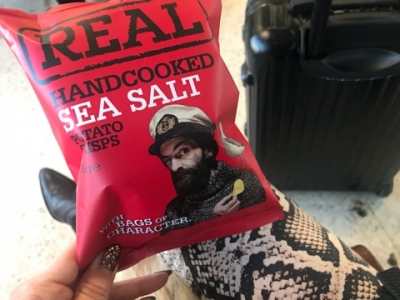 REAL
HANDCOOKED
SEA SALT
POTATO
CRISPS
WITH
BAGS OF
CHARACTER.